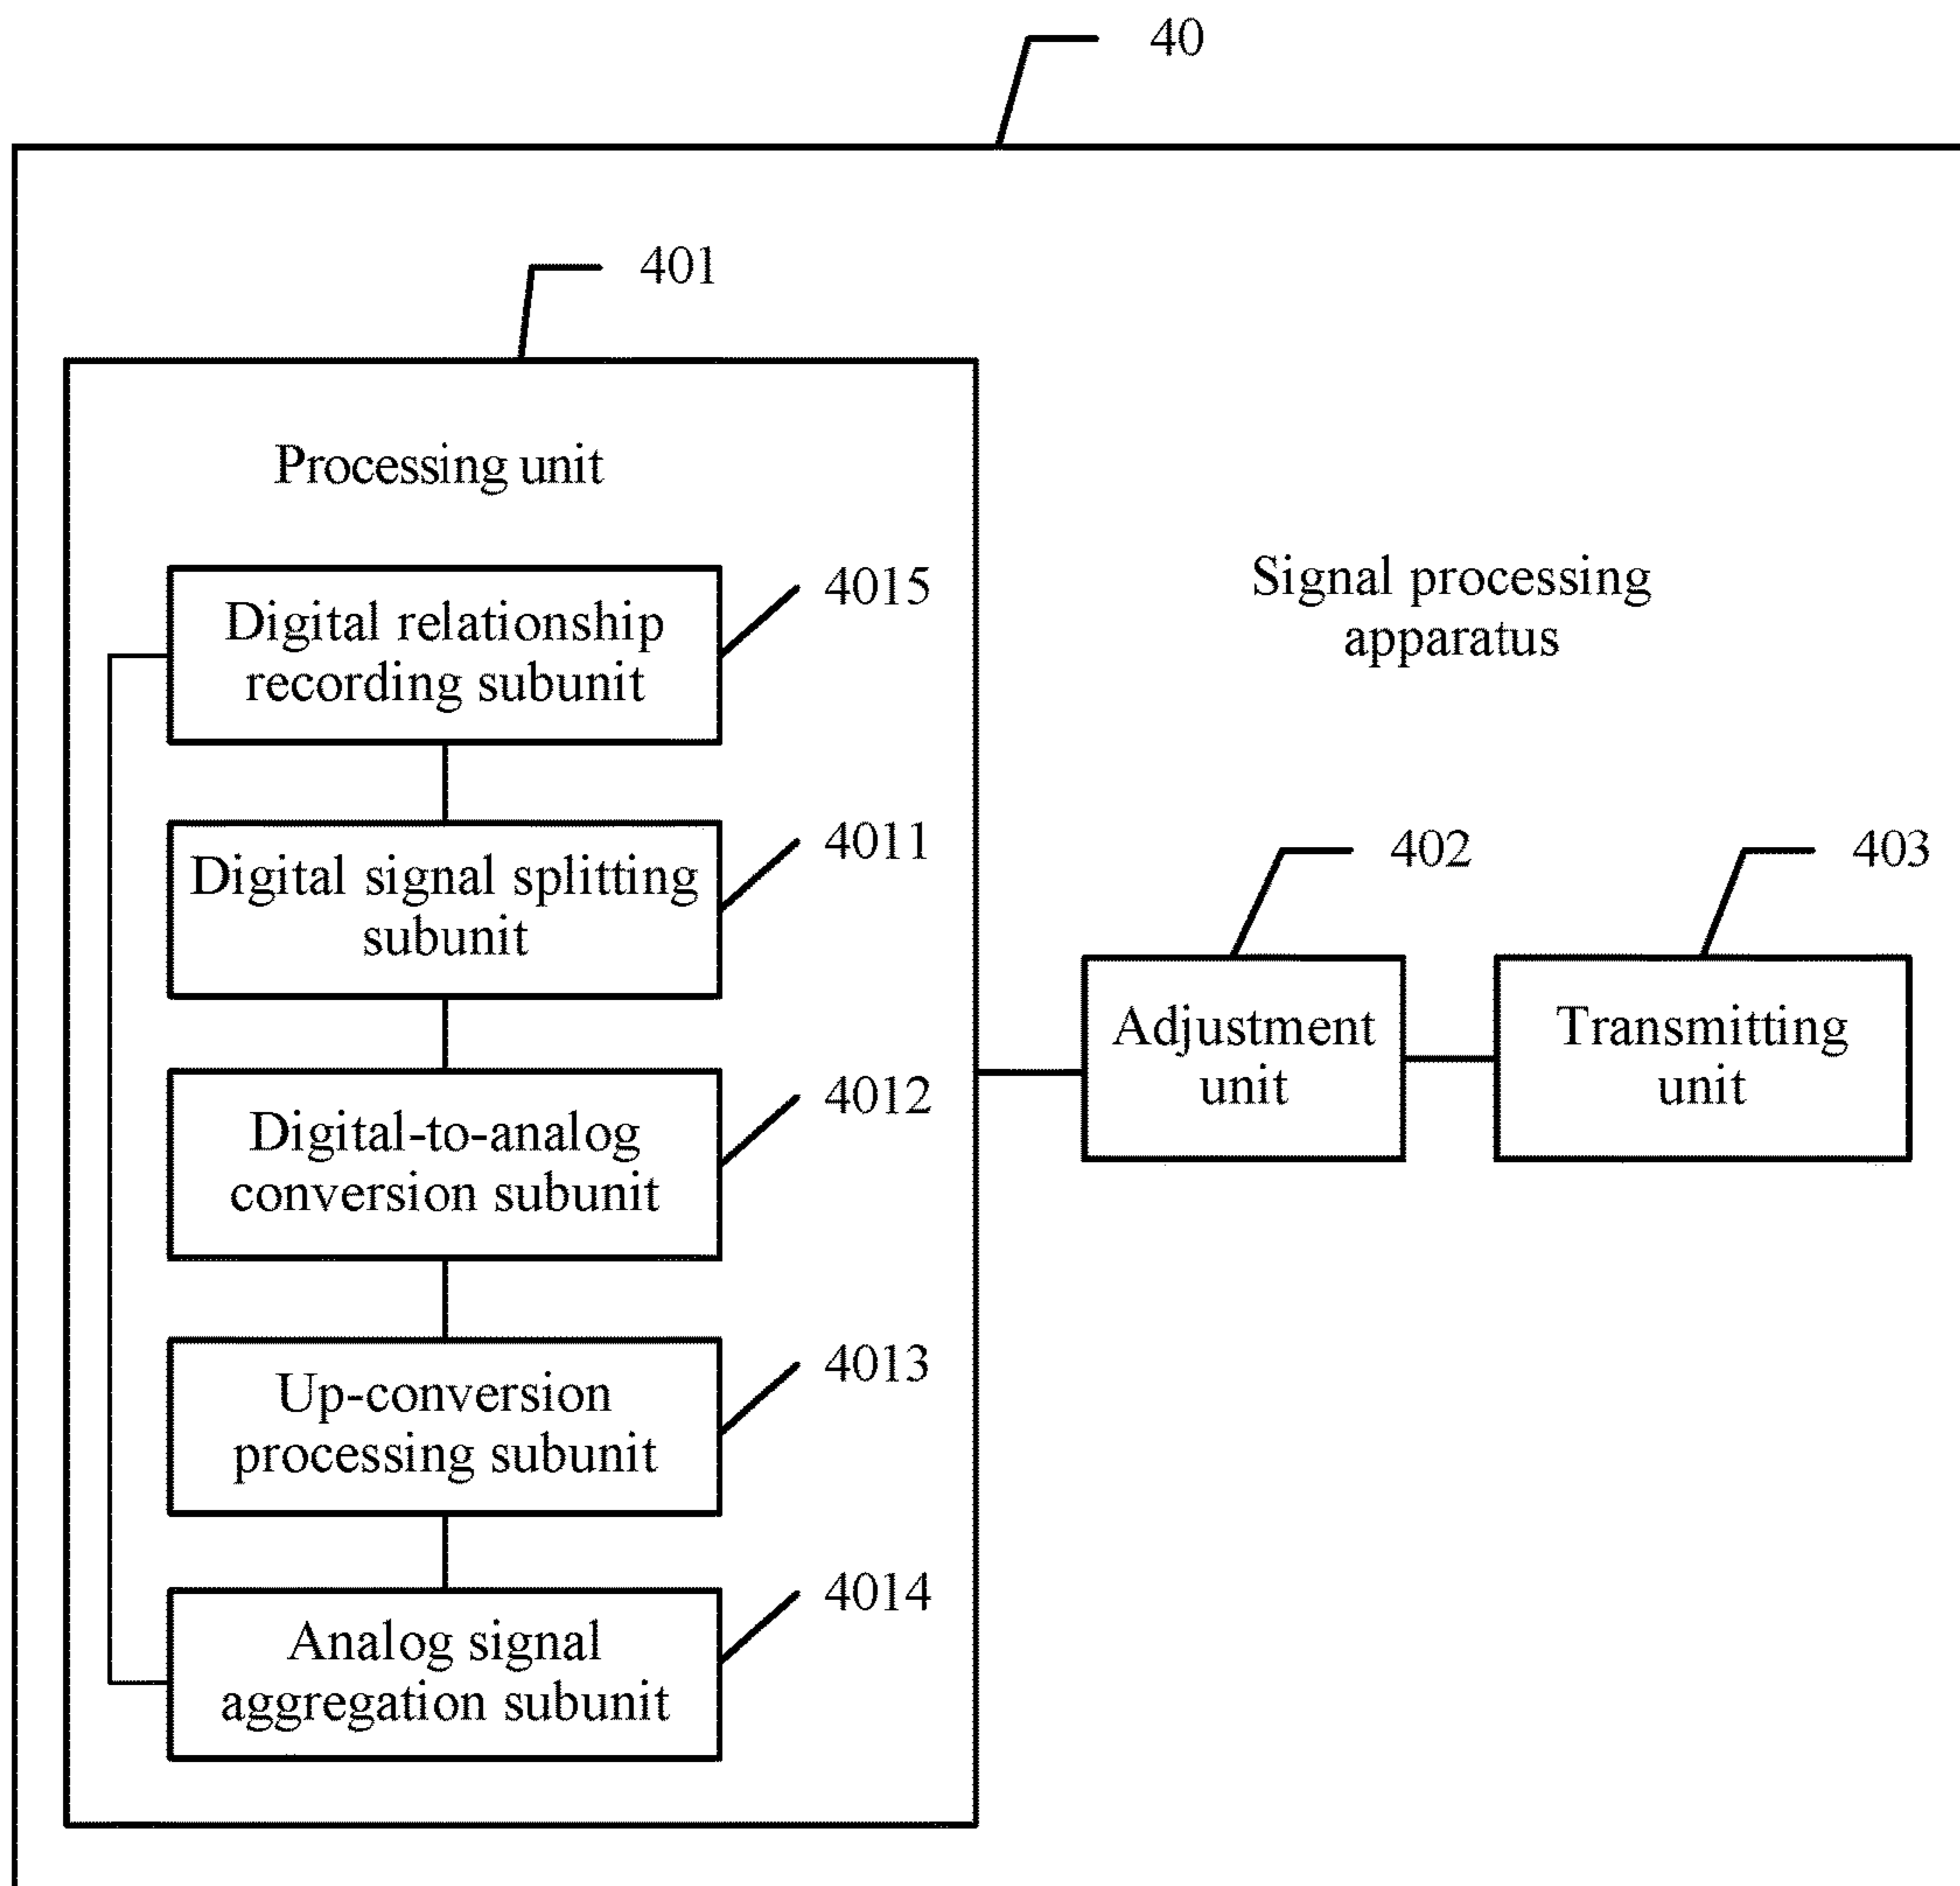 40
401
Processing unit
4015
Digital relationship
recording subunit
4011
Digital signal splitting
subunit
4012
Digital-to-analog
conversion subunit
4013
Up-conversion
processing subunit
4014
Analog signal
aggregation subunit
Signal processing
apparatus
402
Adjustment
unit
403
Transmitting
unit